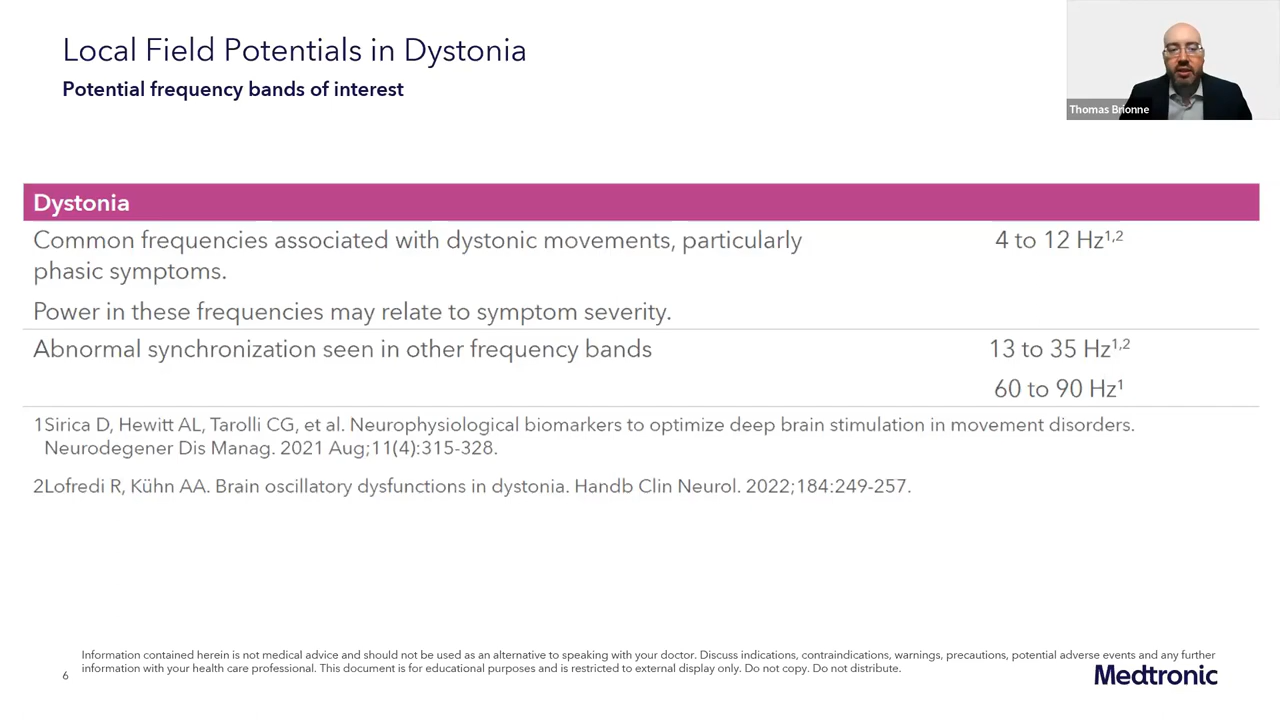 Local Field Potentials in Dystonia
Potential frequency bands of interest
Thomas Brionne
Dystonia
Common frequencies associated with dystonic movements, particularly
phasic symptoms.
4 to 12 Hz1,2
Power in these frequencies may relate to symptom severity.
Abnormal synchronization seen in other frequency bands
13 to 35 Hz1,2
60 to 90 Hz1
1Sirica D, Hewitt AL, Tarolli CG, et al. Neurophysiological biomarkers to optimize deep brain stimulation in movement disorders.
Neurodegener Dis Manag. 2021 Aug;11(4):315-328.
2Lofredi R, Kühn AA. Brain oscillatory dysfunctions in dystonia. Handb Clin Neurol. 2022;184:249-257.
Information contained herein is not medical advice and should not be used as an alternative to speaking with your doctor. Discuss indications, contraindications, warnings, precautions, potential adverse events and any further
information with your health care professional. This document is for educational purposes and is restricted to external display only. Do not copy. Do not distribute.
6
Medtronic